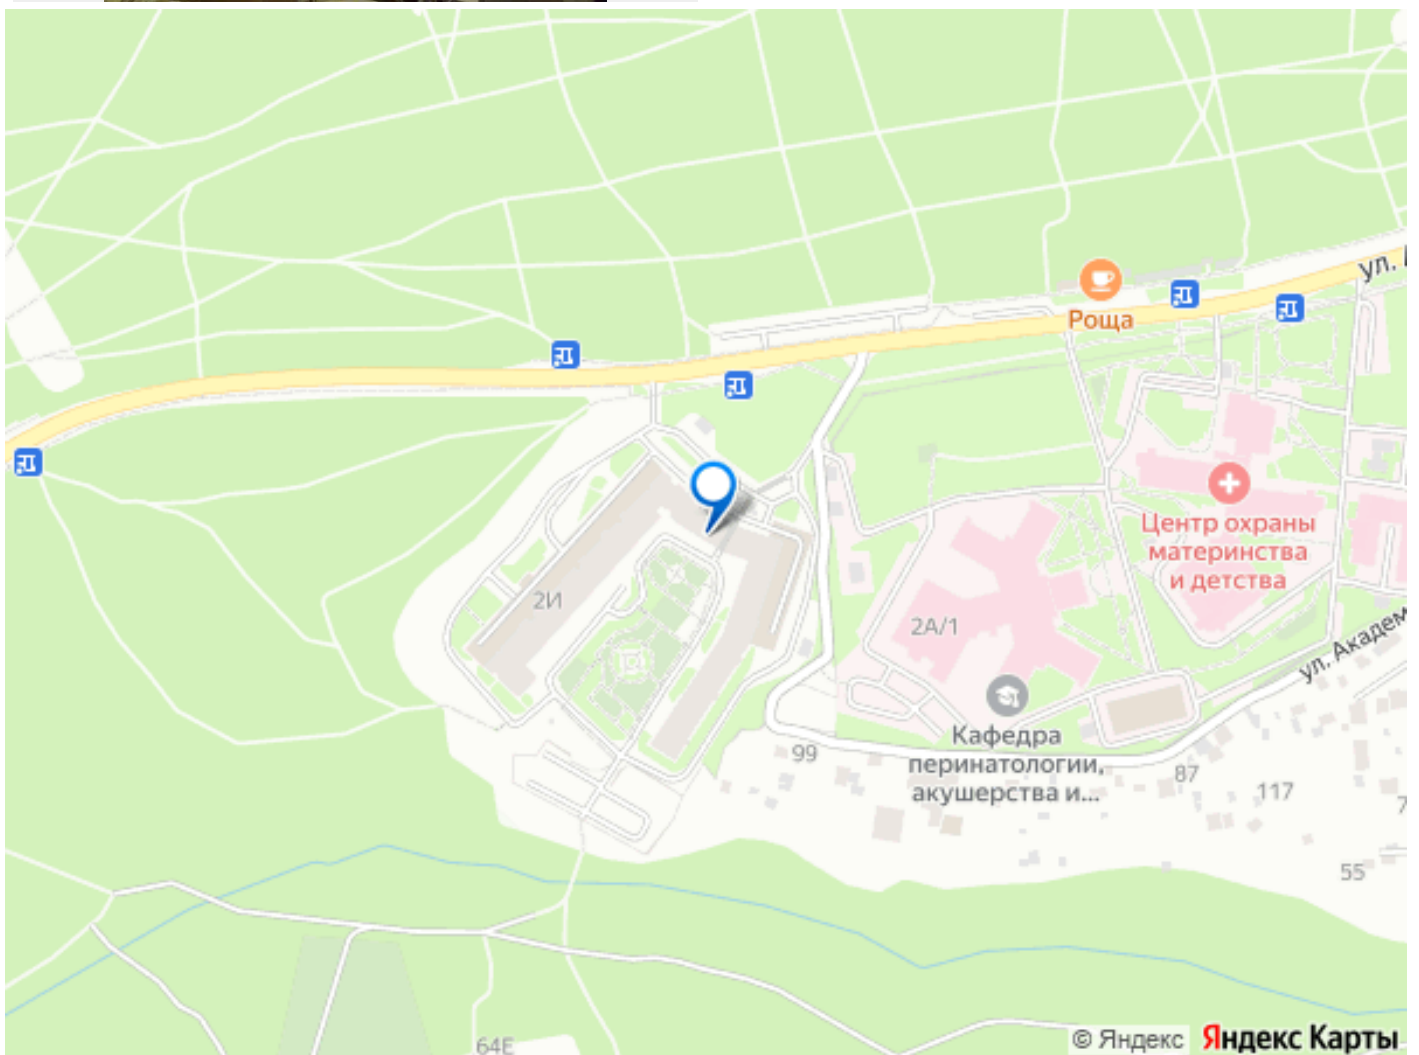 ул. А
Роща
Центр охраны
материнства
и детства
2И
2А/1
ул. Академ
Кафедра
перинатологии,
акушерства и...
99
87
117
7
55
64Е
© Яндекс Яндекс Карты